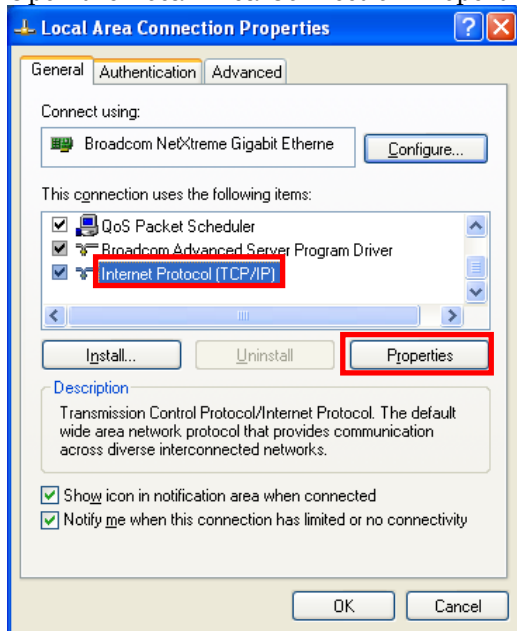 Local Area Connection Properties
General Authentication Advanced
Connect using:
Broadcom NetXtreme Gigabit Etherne Configure...
This connection uses the following items:
QoS Packet Scheduler
Broadcom Advanced Server Program Driver
Internet Protocol (TCP/IP)
Install... Uninstall Properties
Description
Transmission Control Protocol/Internet Protocol. The default
wide area network protocol that provides communication
across diverse interconnected networks.
Show icon in notification area when connected
Notify me when this connection has limited or no connectivity
OK Cancel